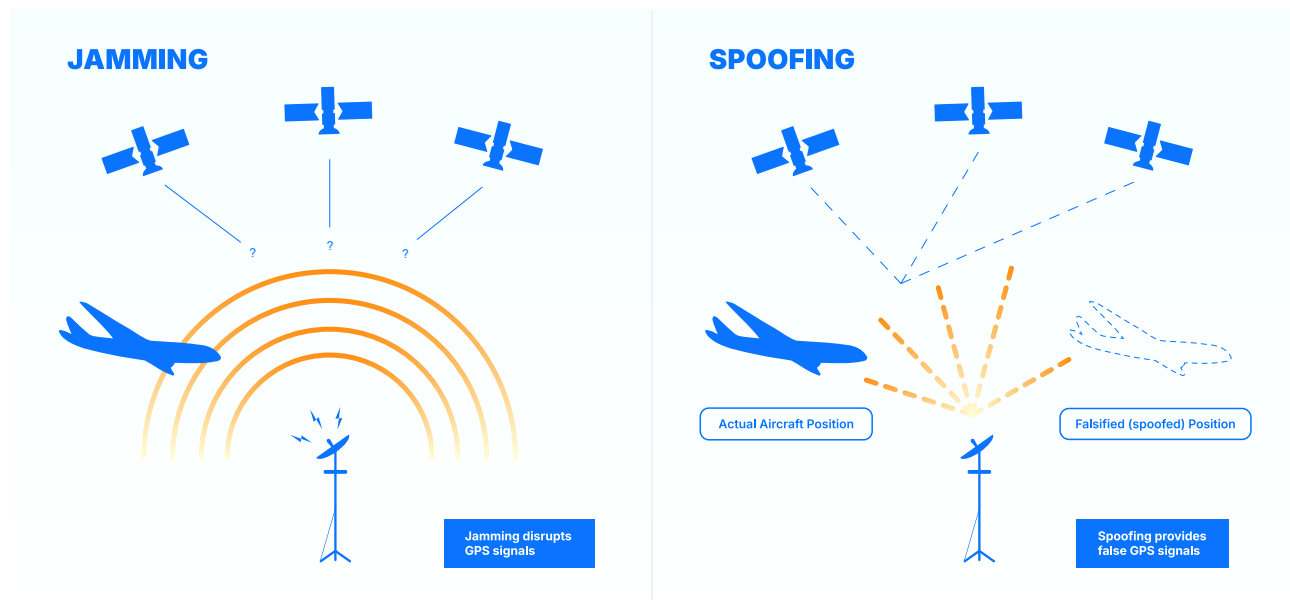 JAMMING
?
?
?
Jamming disrupts
GPS signals
SPOOFING
Actual Aircraft Position
Falsified (spoofed) Position
Spoofing provides
false GPS signals